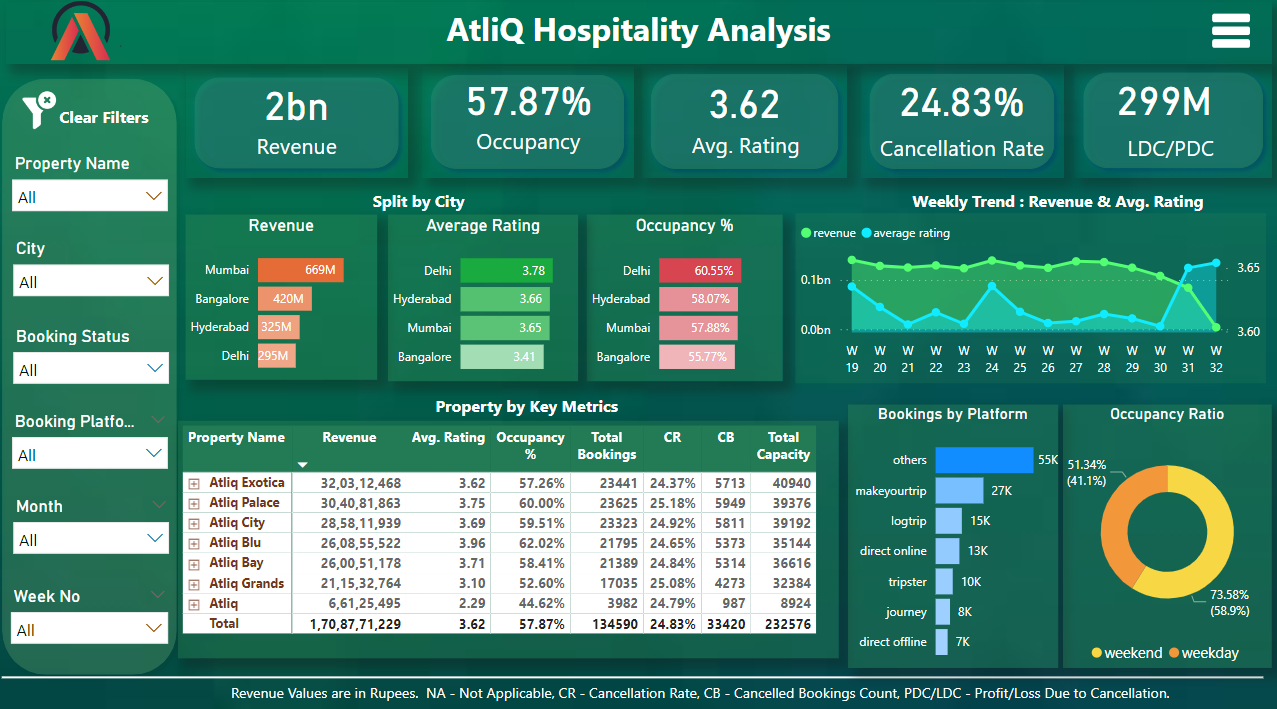 AtliQ Hospitality Analysis
Clear Filters
Property Name
All
City
All
Booking Status
All
Booking Platfo...
All
Month
All
Week No
All
2bn
Revenue
57.87%
Occupancy
3.62
Avg. Rating
24.83%
Cancellation Rate
299M
LDC/PDC
Split by City
Revenue
Mumbai 669M
Bangalore 420M
Hyderabad 325M
Delhi 295M
Average Rating
Delhi 3.78
Hyderabad 3.66
Mumbai 3.65
Bangalore 3.41
Occupancy %
Delhi 60.55%
Hyderabad 58.07%
Mumbai 57.88%
Bangalore 55.77%
Weekly Trend : Revenue & Avg. Rating
revenue average rating
0.1bn 3.65
0.0bn 3.60
W W W W W W W W W W W W W W
19 20 21 22 23 24 25 26 27 28 29 30 31 32
Property by Key Metrics
Property Name Revenue Avg. Rating Occupancy % Total Bookings CR CB Total Capacity
Atliq Exotica 32,03,12,468 3.62 57.26% 23441 24.37% 5713 40940
Atliq Palace 30,40,81,863 3.75 60.00% 23625 25.18% 5949 39376
Atliq City 28,58,11,939 3.69 59.51% 23323 24.92% 5811 39192
Atliq Blu 26,08,55,522 3.96 62.02% 21795 24.65% 5373 35144
Atliq Bay 26,00,51,178 3.71 58.41% 21389 24.84% 5314 36616
Atliq Grands 21,15,32,764 3.10 52.60% 17035 25.08% 4273 32384
Atliq 6,61,25,495 2.29 44.62% 3982 24.79% 987 8924
Total 1,70,87,71,229 3.62 57.87% 134590 24.83% 33420 232576
Bookings by Platform
others 55K
makeyourtrip 27K
logtrip 15K
direct online 13K
tripster 10K
journey 8K
direct offline 7K
Occupancy Ratio
51.34%
(41.1%)
73.58%
(58.9%)
weekend weekday
Revenue Values are in Rupees. NA - Not Applicable, CR - Cancellation Rate, CB - Cancelled Bookings Count, PDC/LDC - Profit/Loss Due to Cancellation.